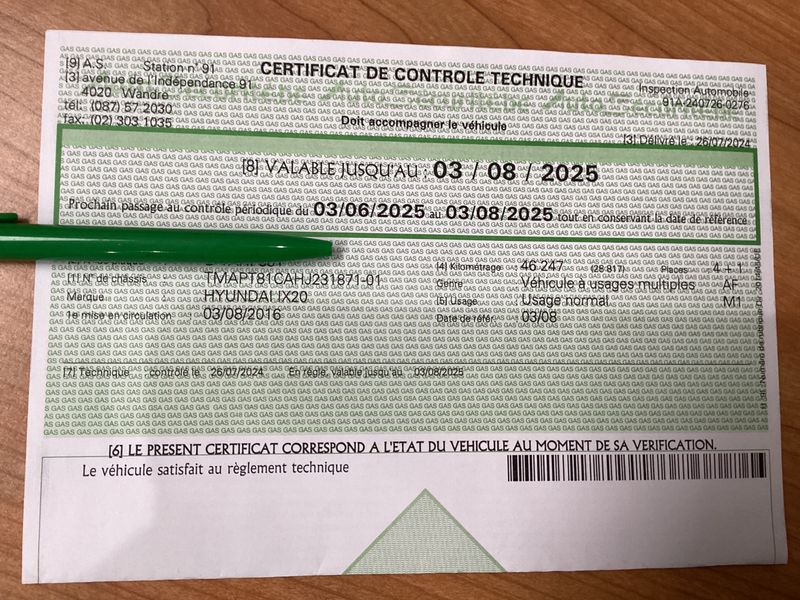 [9] A.S. Station n° 91
[3] avenue de l'Indépendance 91
4020 Wandre
tél. (087) 57 2030
fax. (02) 303 1035
CERTIFICAT DE CONTROLE TECHNIQUE
Doit accompagner le véhicule
Inspection Automobile
91A-240726-0276
[3] Délivré le 26/07/2024
[8] VALABLE JUSQU'AU : 03 / 08 / 2025
Prochain passage au contrôle périodique du 03/06/2025 au 03/08/2025 tout en conservant la date de référence
[1] N° de châssis TMAPT81CAHJ231871-01
Marque HYUNDAI IX20
1e mise en circulation : 03/08/2016
[4] Kilométrage : 46.247 (28 817) Places 4 + 1
Genre Véhicule à usages multiples AF
Usage : Usage normal M1
Date de référ. : 03/08
[7] Technique contrôlé le 26/07/2024 En règle, valable jusqu'au 03/08/2025
[6] LE PRESENT CERTIFICAT CORRESPOND A L'ETAT DU VEHICULE AU MOMENT DE SA VERIFICATION.
Le véhicule satisfait au règlement technique